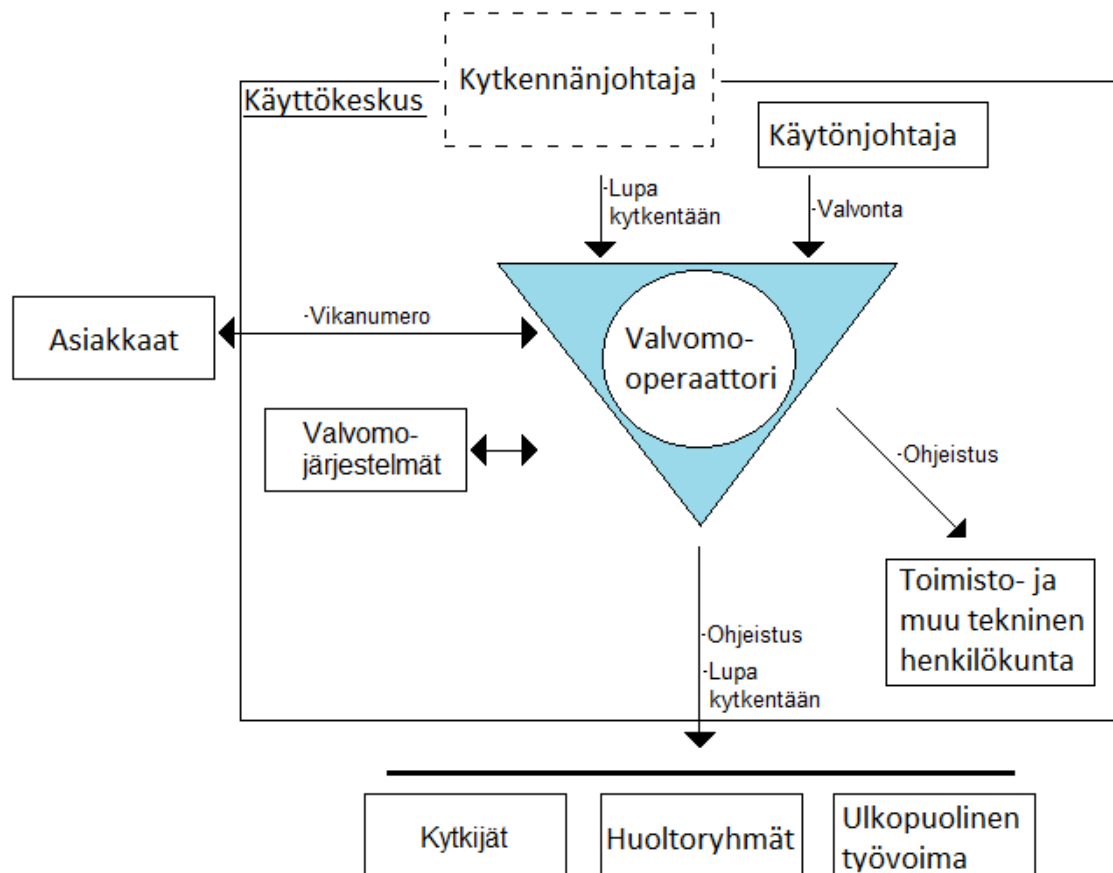 Kytkennänjohtaja
Käyttökeskus
Käytönjohtaja
-Lupa
kytkentään
-Valvonta
Asiakkaat
-Vikanumero
Valvomo-
operaattori
Valvomo-
järjestelmät
-Ohjeistus
Toimisto- ja
muu tekninen
henkilökunta
-Ohjeistus
-Lupa
kytkentään
Kytkijät
Huoltoryhmät
Ulkopuolinen
työvoima